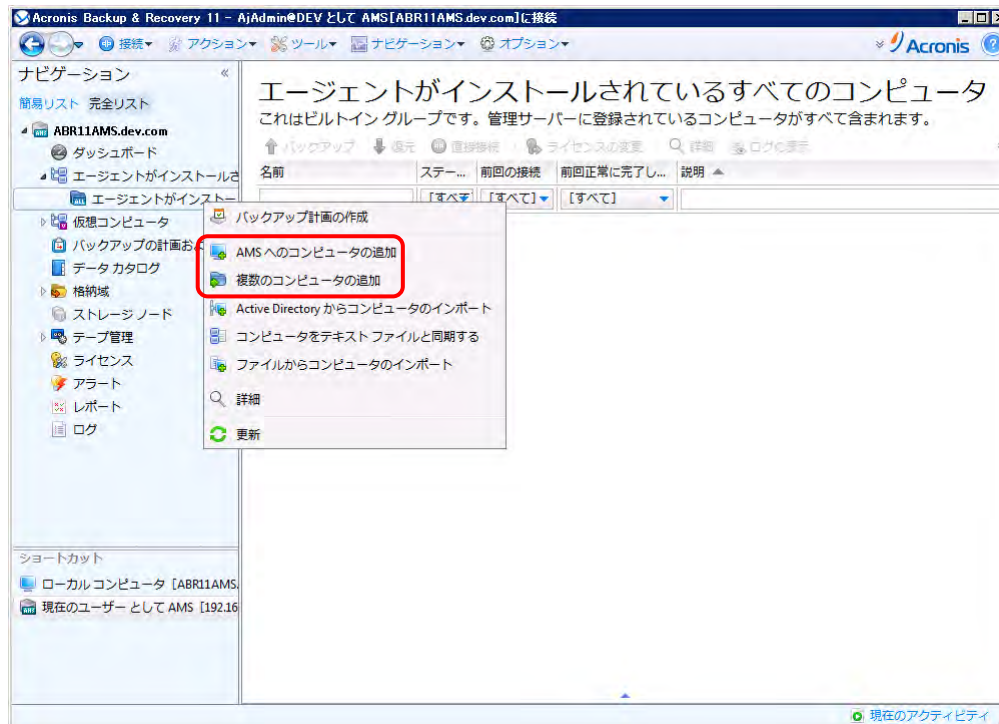 Acronis Backup & Recovery 11 - AjAdmin@DEV として AMS[ABR11AMS.dev.com]に接続
接続 アクション ツール ナビゲーション オプション Acronis
ナビゲーション
簡易リスト 完全リスト
ABR11AMS.dev.com
ダッシュボード
エージェントがインストールさ
エージェントがインストー
仮想コンピュータ
バックアップの計画お
データ カタログ
格納域
ストレージ ノード
テープ管理
ライセンス
アラート
レポート
ログ
ショートカット
ローカル コンピュータ [ABR11AMS.
現在のユーザー として AMS [192.16
エージェントがインストールされているすべてのコンピュータ
これはビルトイン グループです。管理サーバーに登録されているコンピュータがすべて含まれます。
バックアップ 復元 直接接続 ライセンスの変更 詳細 ログの表示
名前 ステー... 前回の接続 前回正常に完了し... 説明
[すべて [すべて] [すべて]
バックアップ計画の作成
AMS へのコンピュータの追加
複数のコンピュータの追加
Active Directory からコンピュータのインポート
コンピュータをテキスト ファイルと同期する
ファイルからコンピュータのインポート
詳細
更新
現在のアクティビティ